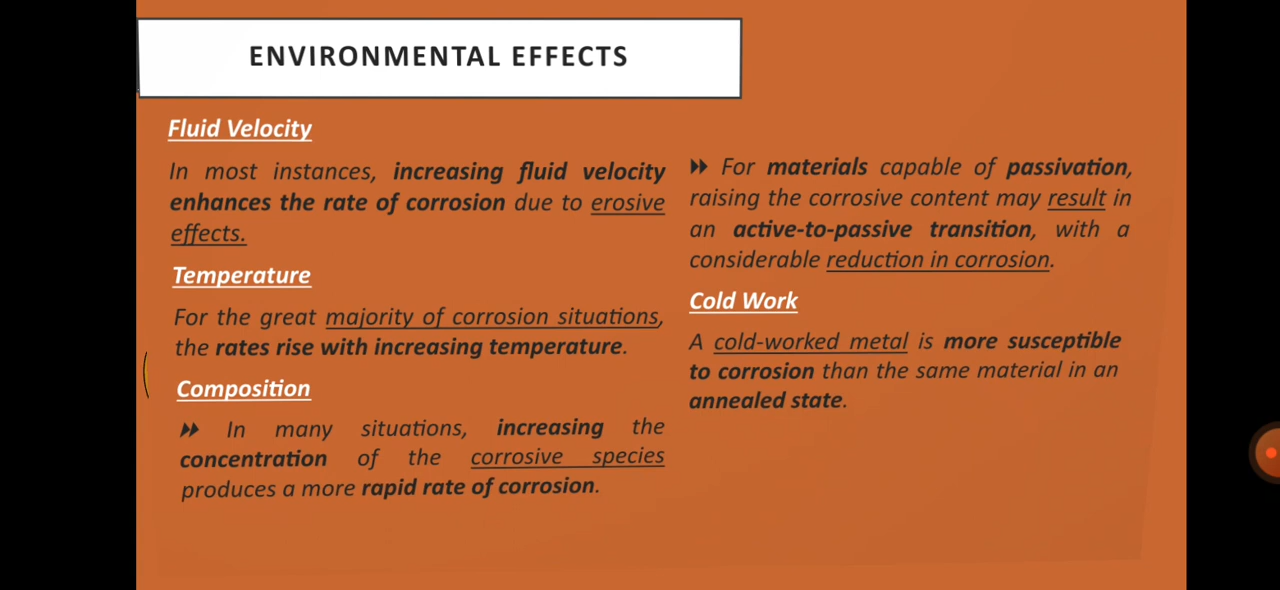 ENVIRONMENTAL EFFECTS
Fluid Velocity
In most instances, increasing fluid velocity
enhances the rate of corrosion due to erosive
effects.
Temperature
For the great majority of corrosion situations,
the rates rise with increasing temperature.
Composition
In many situations, increasing the
concentration of the corrosive species
produces a more rapid rate of corrosion.
For materials capable of passivation,
raising the corrosive content may result in
an active-to-passive transition, with a
considerable reduction in corrosion.
Cold Work
A cold-worked metal is more susceptible
to corrosion than the same material in an
annealed state.